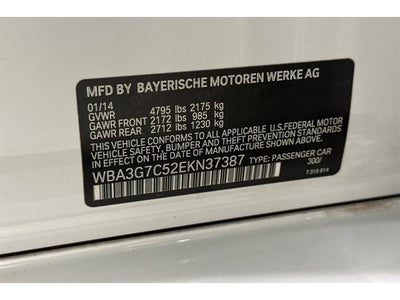 MFD BY BAYERISCHE MOTOREN WERKE AG
01/14
GVWR 4795 lbs 2175 kg
GAWR FRONT 2172 lbs 985 kg
GAWR REAR 2712 lbs 1230 kg
THIS VEHICLE CONFORMS TO ALL APPLICABLE U.S.FEDERAL MOTOR
VEHICLE SAFETY, BUMPER AND THEFT PREVENTION STANDARDS
IN EFFECT ON THE DATE OF MANUFACTURE SHOWN ABOVE.
WBA3G7C52EKN37387 TYPE: PASSENGER CAR
300/
7 319 814